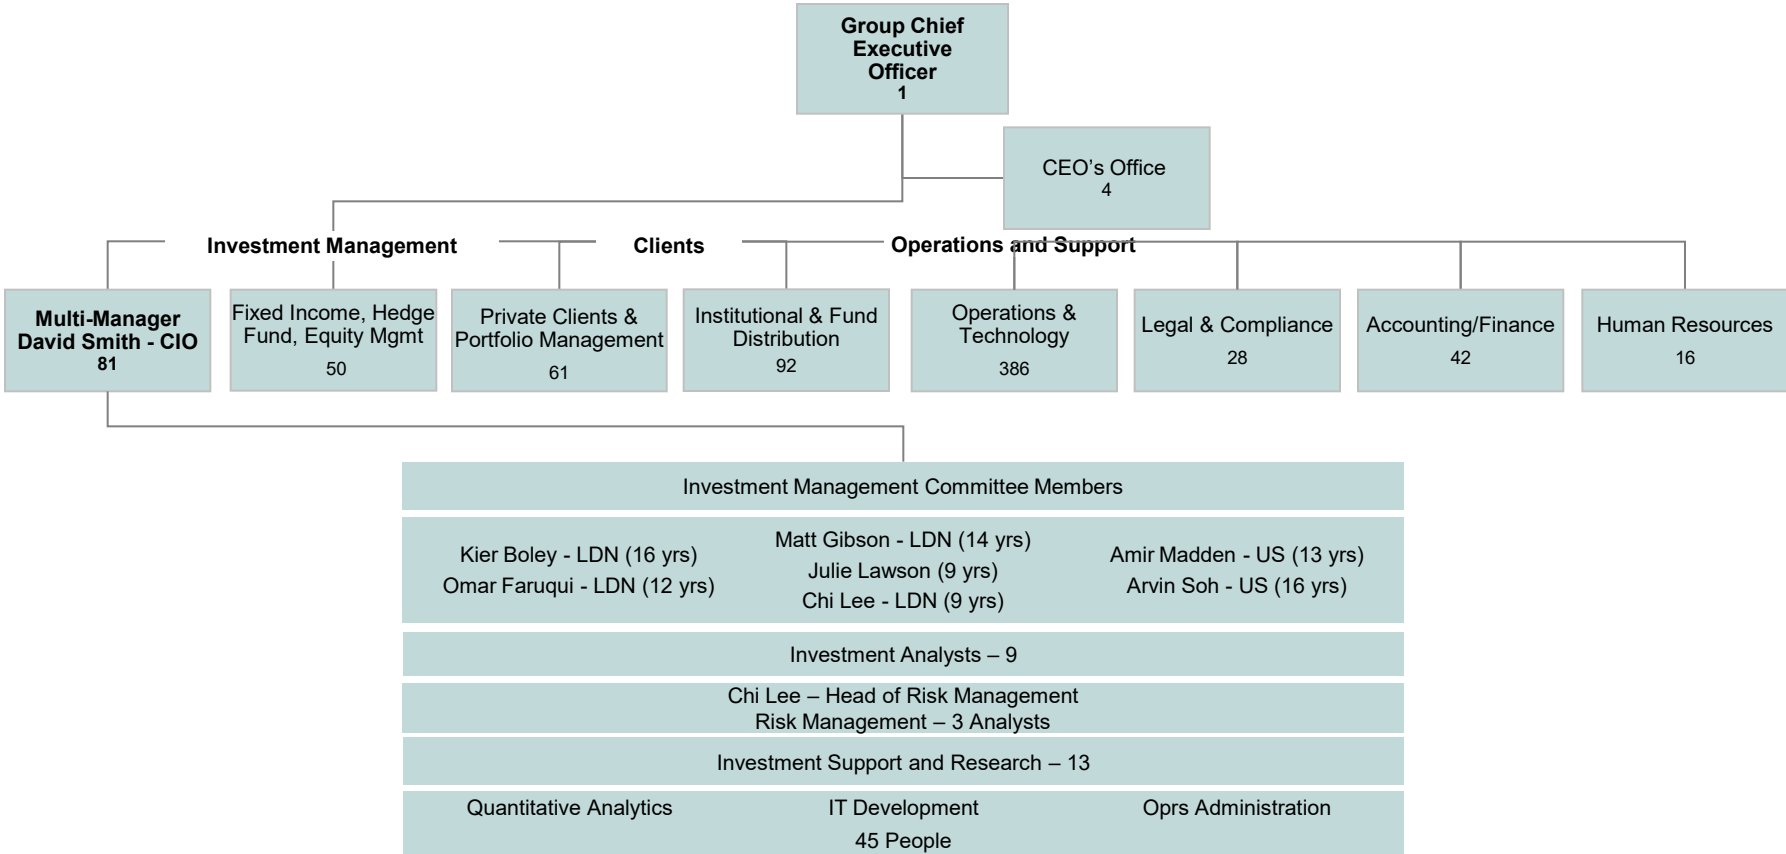 Group Chief
Executive
Officer
1
CEO’s Office
4
Investment Management
Clients
Operations and Support
Multi-Manager
David Smith - CIO
81
Fixed Income, Hedge
Fund, Equity Mgmt
50
Private Clients &
Portfolio Management
61
Institutional & Fund
Distribution
92
Operations &
Technology
386
Legal & Compliance
28
Accounting/Finance
42
Human Resources
16
Investment Management Committee Members
Kier Boley - LDN (16 yrs)
Omar Faruqui - LDN (12 yrs)
Matt Gibson - LDN (14 yrs)
Julie Lawson (9 yrs)
Chi Lee - LDN (9 yrs)
Amir Madden - US (13 yrs)
Arvin Soh - US (16 yrs)
Investment Analysts – 9
Chi Lee – Head of Risk Management
Risk Management – 3 Analysts
Investment Support and Research – 13
Quantitative Analytics
IT Development
Oprs Administration
45 People